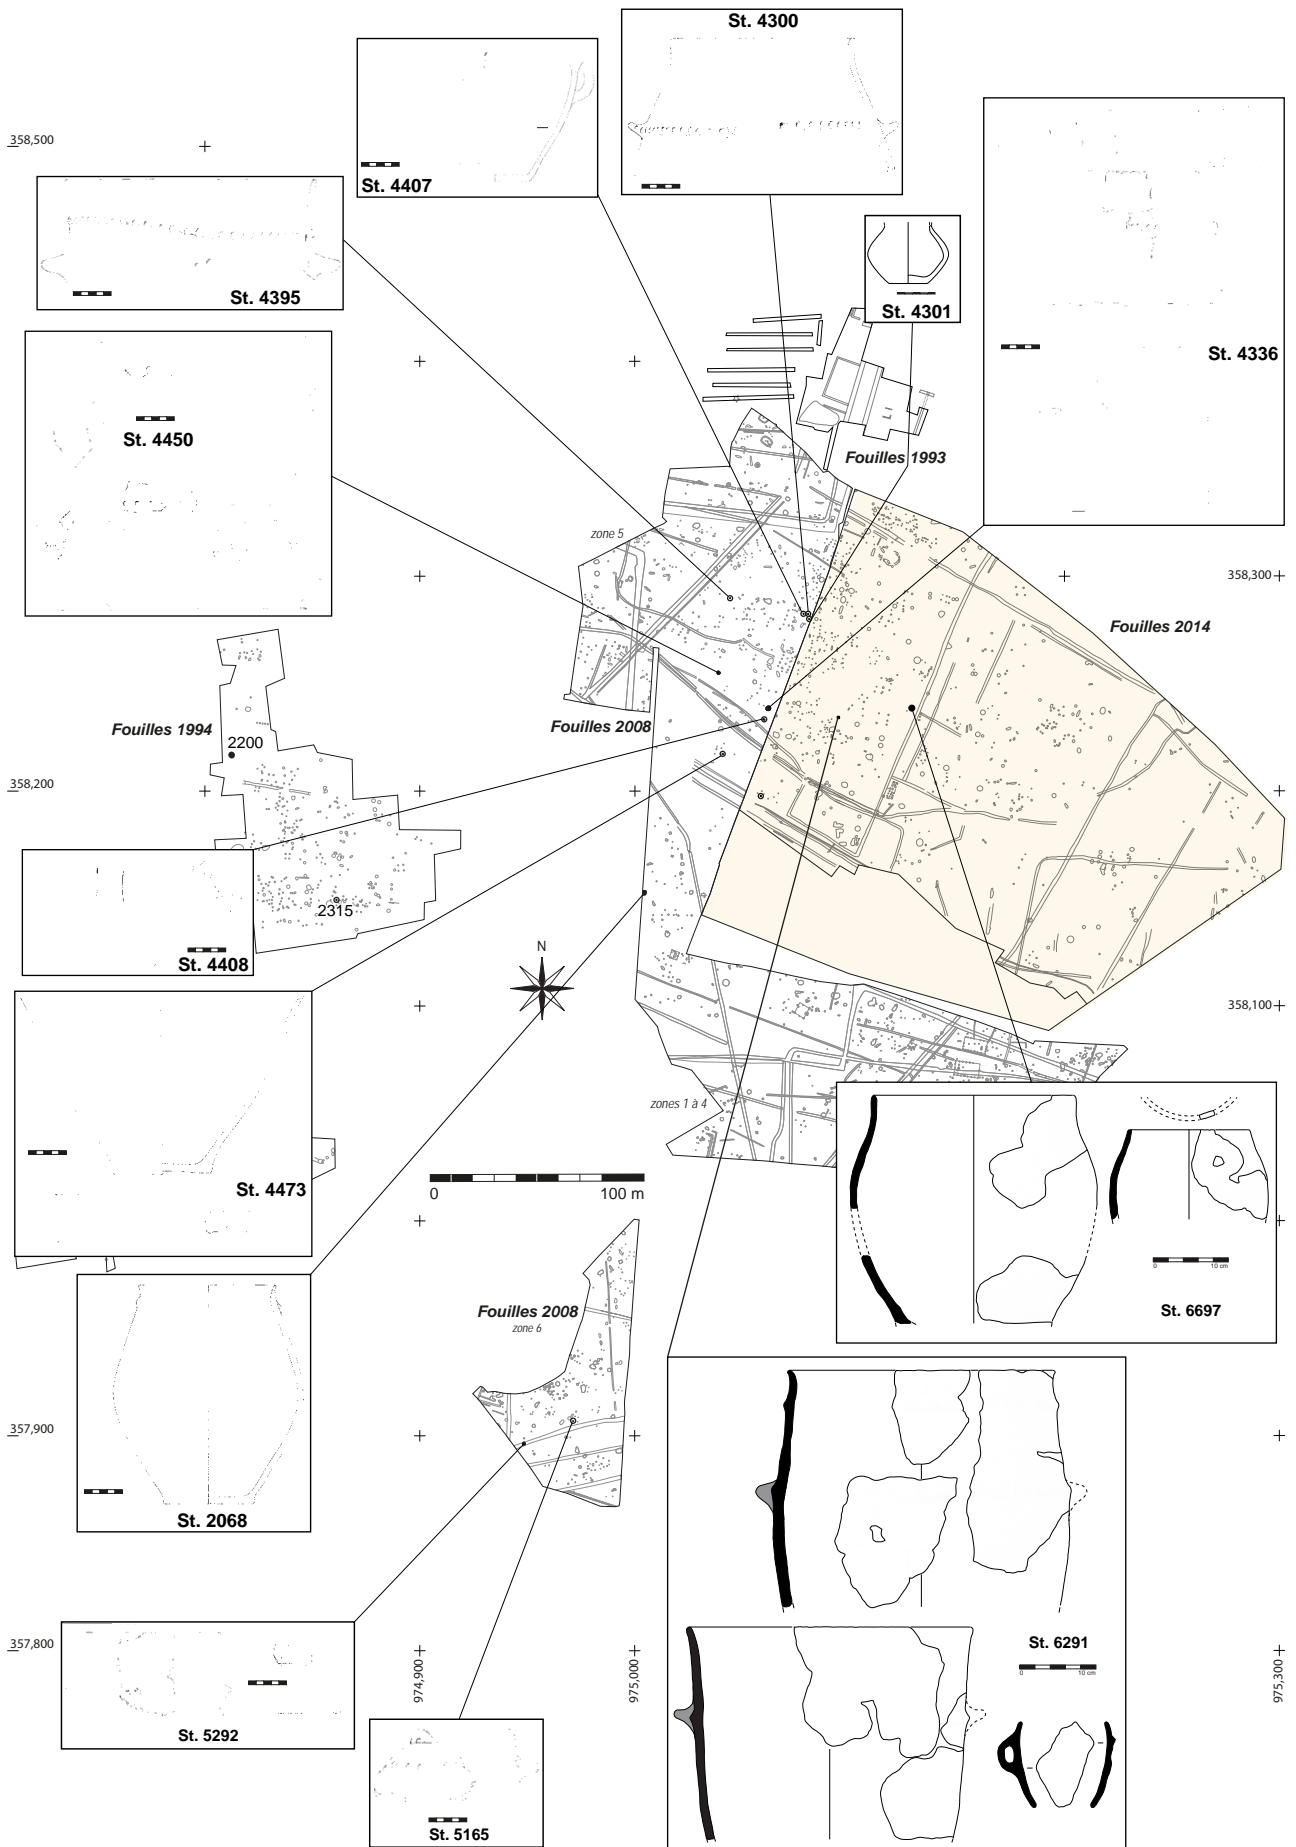 St. 4300
358,500
St. 4407
St. 4395
St. 4301
St. 4336
St. 4450
Fouilles 1993
zone 5
358,300
Fouilles 2014
Fouilles 1994
2200
Fouilles 2008
358,200
2315
St. 4408
N
358,100
zones 1 à 4
St. 4473
0 100 m
0 10 cm
St. 6697
Fouilles 2008
zone 6
357,900
St. 2068
St. 6291
0 10 cm
357,800
974,900
975,000
975,300
St. 5292
St. 5165